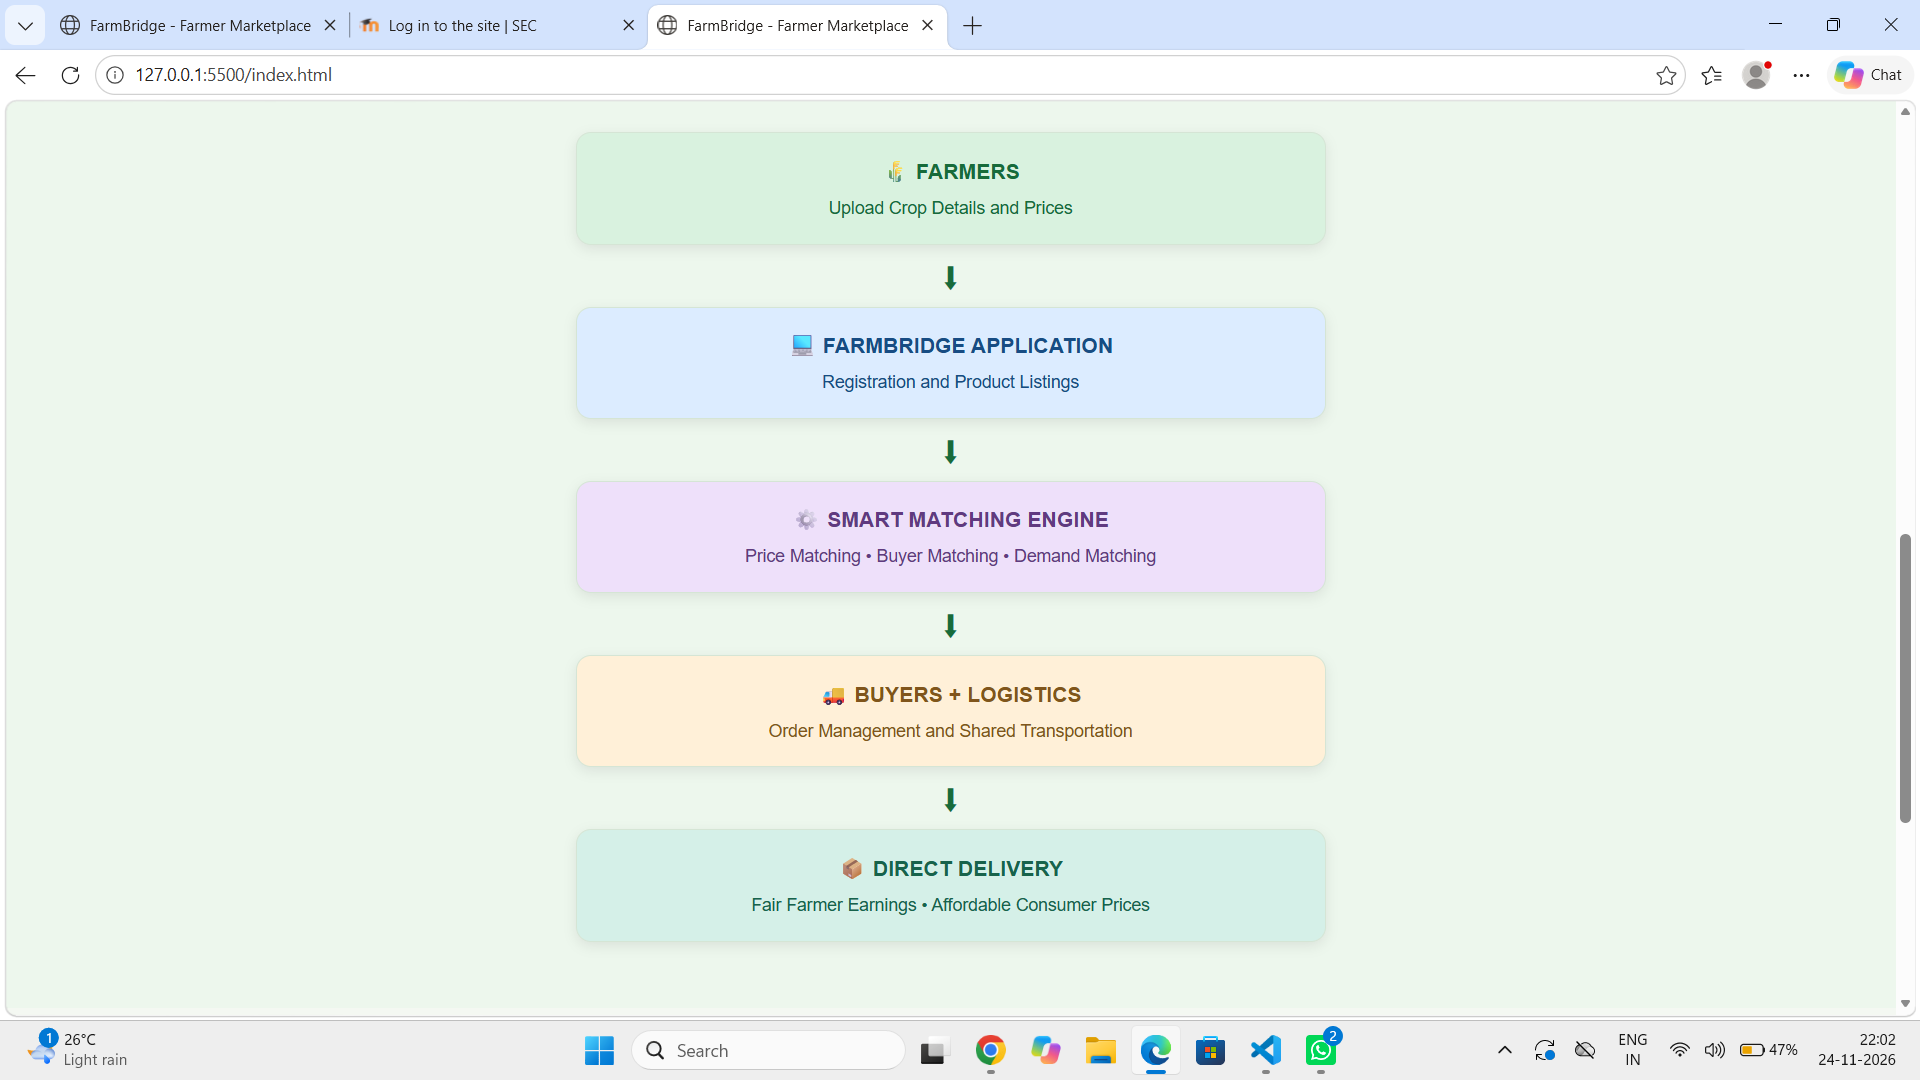 FarmBridge - Farmer Marketplace
Log in to the site | SEC
FarmBridge - Farmer Marketplace
127.0.0.1:5500/index.html
Chat
FARMERS
Upload Crop Details and Prices
FARMBRIDGE APPLICATION
Registration and Product Listings
SMART MATCHING ENGINE
Price Matching • Buyer Matching • Demand Matching
BUYERS + LOGISTICS
Order Management and Shared Transportation
DIRECT DELIVERY
Fair Farmer Earnings • Affordable Consumer Prices
1
26°C
Light rain
Search
2
ENG
IN
47%
22:02
24-11-2026